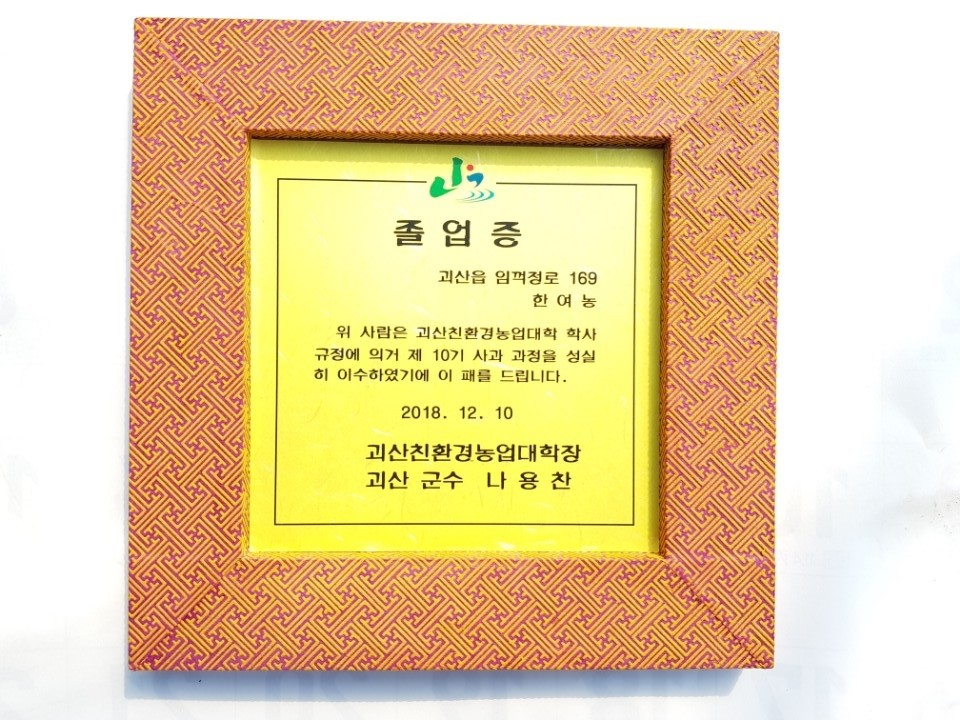 졸 업 증
괴산읍 임꺽정로 169
한 여 농
위 사람은 괴산친환경농업대학 학사
규정에 의거 제 10기 사과 과정을 성실
히 이수하였기에 이 패를 드립니다.
2018. 12. 10
괴산친환경농업대학장
괴산 군수 나 용 찬